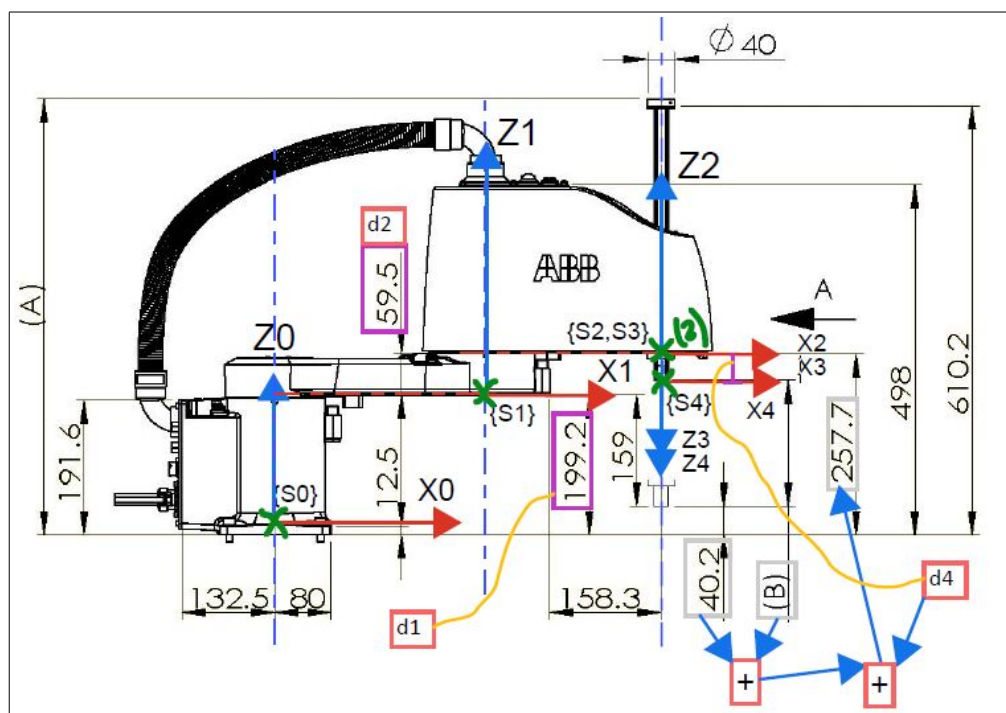 Ø 40
Z1
Z2
d2
(A)
59.5
ABB
A
{S2,S3}
(2)
Z0
X2
X3
X1
{S1}
{S4}
X4
498
610.2
191.6
{S0}
X0
12.5
199.2
159
Z3
Z4
257.7
132.5
80
158.3
40.2
(B)
d4
d1
+
+